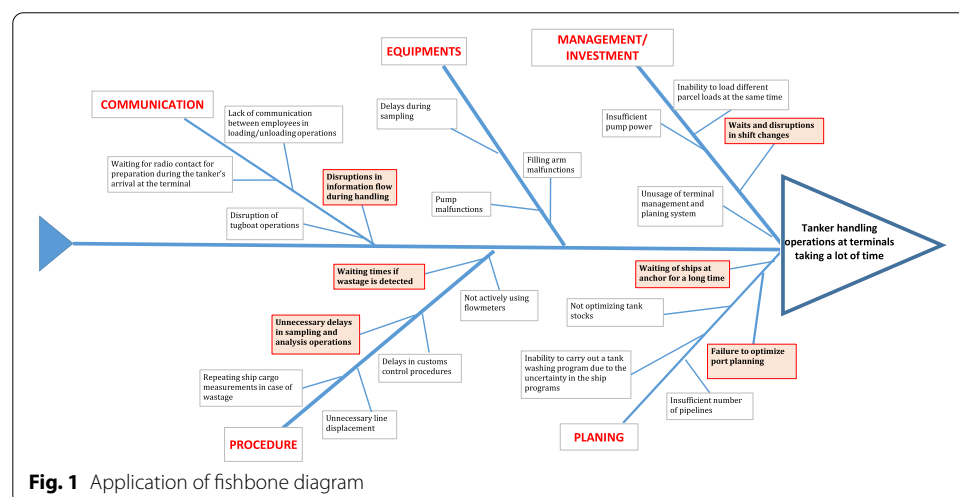 MANAGEMENT/
INVESTMENT
EQUIPMENTS
COMMUNICATION
Lack of communication
between employees in
loading/unloading operations
Waiting for radio contact for
preparation during the tanker's
arrival at the terminal
Disruptions in
information flow
during handling
Disruption of
tugboat operations
Delays during
sampling
Filling arm
malfunctions
Pump
malfunctions
Inability to load different
parcel loads at the same time
Insufficient
pump power
Waits and disruptions
in shift changes
Unusage of terminal
management and
planing system
Tanker handling
operations at terminals
taking a lot of time
Waiting times if
wastage is detected
Not actively using
flowmeters
Unnecessary delays
in sampling and
analysis operations
Delays in customs
control procedures
Repeating ship cargo
measurements in case of
wastage
Unnecessary line
displacement
PROCEDURE
Waiting of ships at
anchor for a long time
Not optimizing tank
stocks
Failure to optimize
port planning
Inability to carry out a tank
washing program due to the
uncertainty in the ship
programs
Insufficient number
of pipelines
PLANING
Fig. 1 Application of fishbone diagram